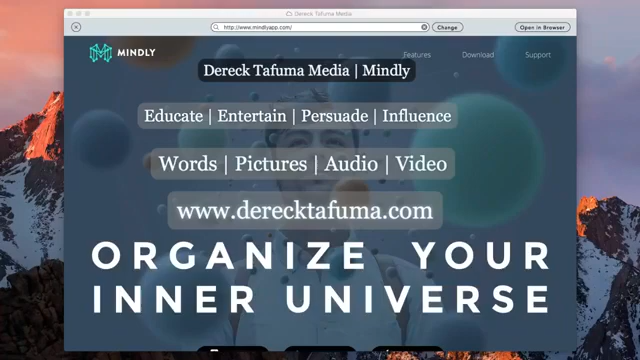 Dereck Tafuma Media
http://www.mindlyapp.com/
Change
Open in Browser
MINDLY
Features
Download
Support
Dereck Tafuma Media | Mindly
Educate | Entertain | Persuade | Influence
Words | Pictures | Audio | Video
www.derecktafuma.com
ORGANIZE YOUR
INNER UNIVERSE